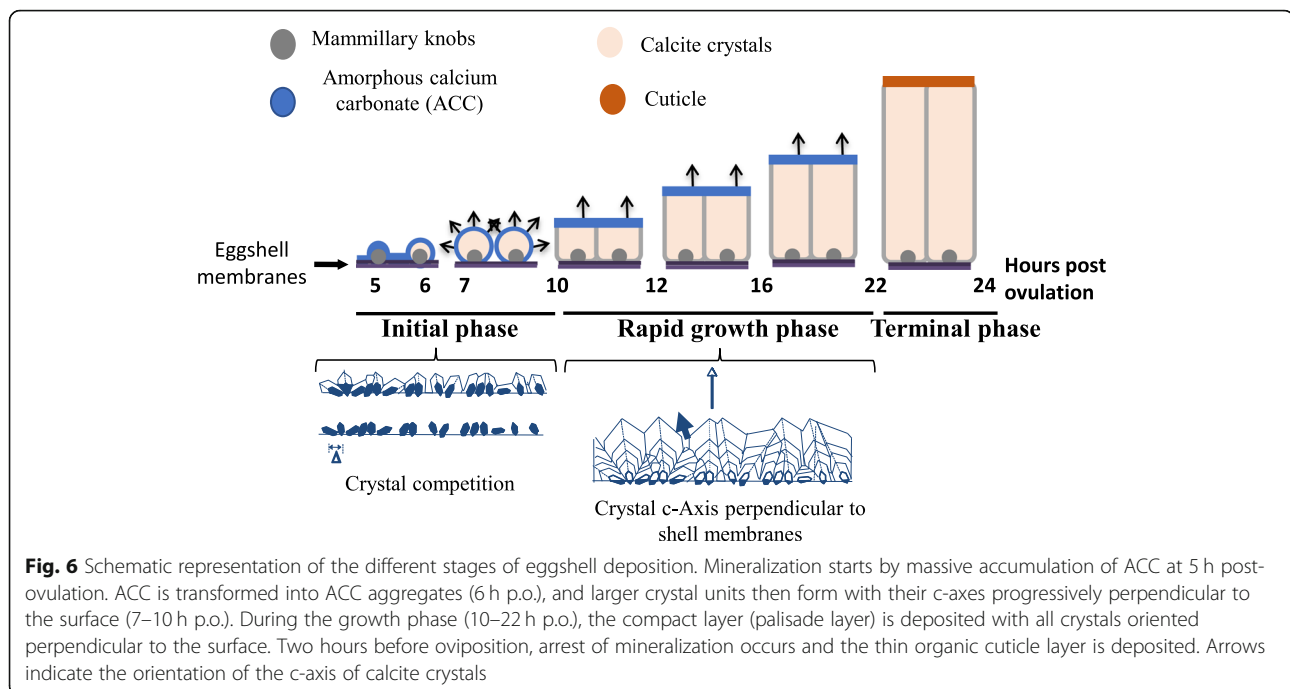 Mammillary knobs
Calcite crystals
Amorphous calcium
carbonate (ACC)
Cuticle
Eggshell
membranes
5 6 7 10 12 16 22 24
Hours post
ovulation
Initial phase
Rapid growth phase
Terminal phase
Crystal competition
Crystal c-Axis perpendicular to
shell membranes
Fig. 6 Schematic representation of the different stages of eggshell deposition. Mineralization starts by massive accumulation of ACC at 5 h post-
ovulation. ACC is transformed into ACC aggregates (6 h p.o.), and larger crystal units then form with their c-axes progressively perpendicular to
the surface (7–10 h p.o.). During the growth phase (10–22 h p.o.), the compact layer (palisade layer) is deposited with all crystals oriented
perpendicular to the surface. Two hours before oviposition, arrest of mineralization occurs and the thin organic cuticle layer is deposited. Arrows
indicate the orientation of the c-axis of calcite crystals